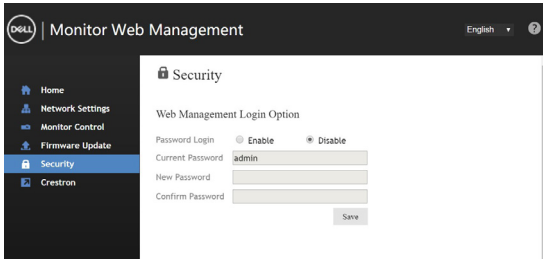 DELL | Monitor Web Management
English
?
Home
Network Settings
Monitor Control
Firmware Update
Security
Crestron
Security
Web Management Login Option
Password Login Enable Disable
Current Password admin
New Password
Confirm Password
Save